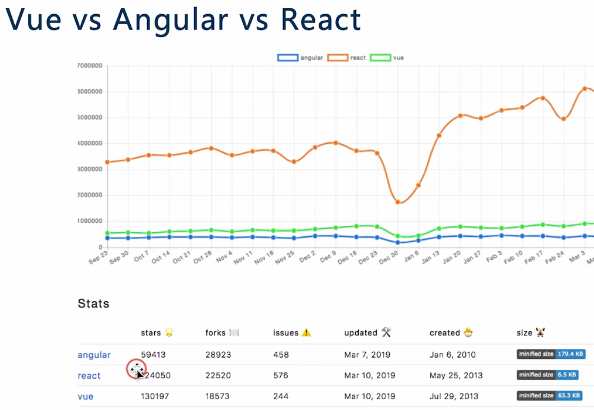 Vue vs Angular vs React
angular react vue
7000000
6000000
5000000
4000000
3000000
2000000
1000000
0
Sep 23 Sep 30 Oct 7 Oct 14 Oct 21 Oct 28 Nov 4 Nov 11 Nov 18 Nov 25 Dec 2 Dec 9 Dec 16 Dec 23 Dec 30 Jan 6 Jan 13 Jan 20 Jan 27 Feb 3 Feb 10 Feb 17 Feb 24 Mar 3 Ma
Stats
stars forks issues updated created size
angular 59413 28923 458 Mar 7, 2019 Jan 6, 2010 minified size 179.4 KB
react 24050 22520 576 Mar 10, 2019 May 25, 2013 minified size 6.5 KB
vue 130197 18573 244 Mar 10, 2019 Jul 29, 2013 minified size 63.3 KB